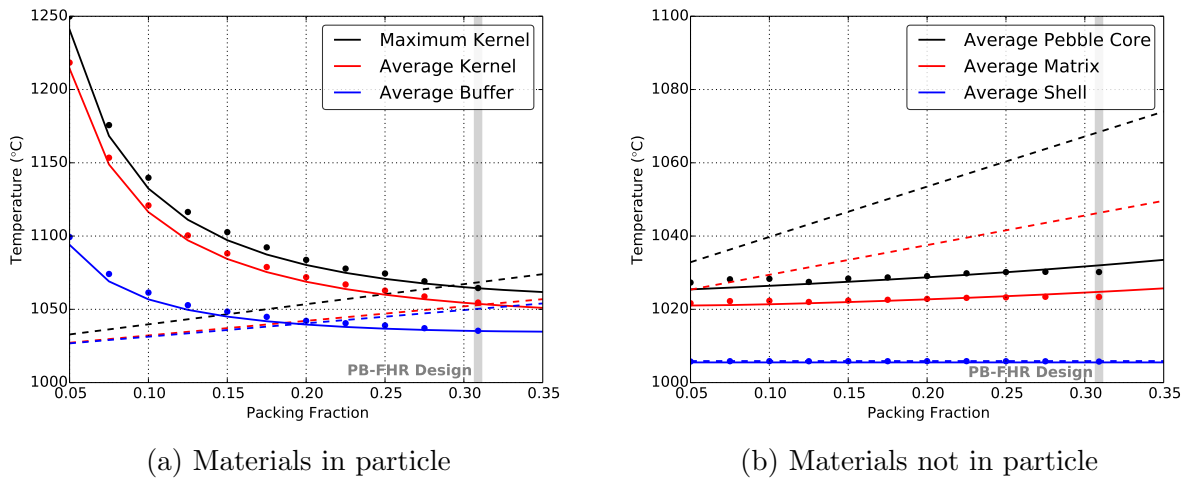 1250
1200
1150
1100
1050
1000
Temperature (°C)
Maximum Kernel
Average Kernel
Average Buffer
PB-FHR Design
0.05 0.10 0.15 0.20 0.25 0.30 0.35
Packing Fraction
(a) Materials in particle
1100
1080
1060
1040
1020
1000
Temperature (°C)
Average Pebble Core
Average Matrix
Average Shell
PB-FHR Design
0.05 0.10 0.15 0.20 0.25 0.30 0.35
Packing Fraction
(b) Materials not in particle